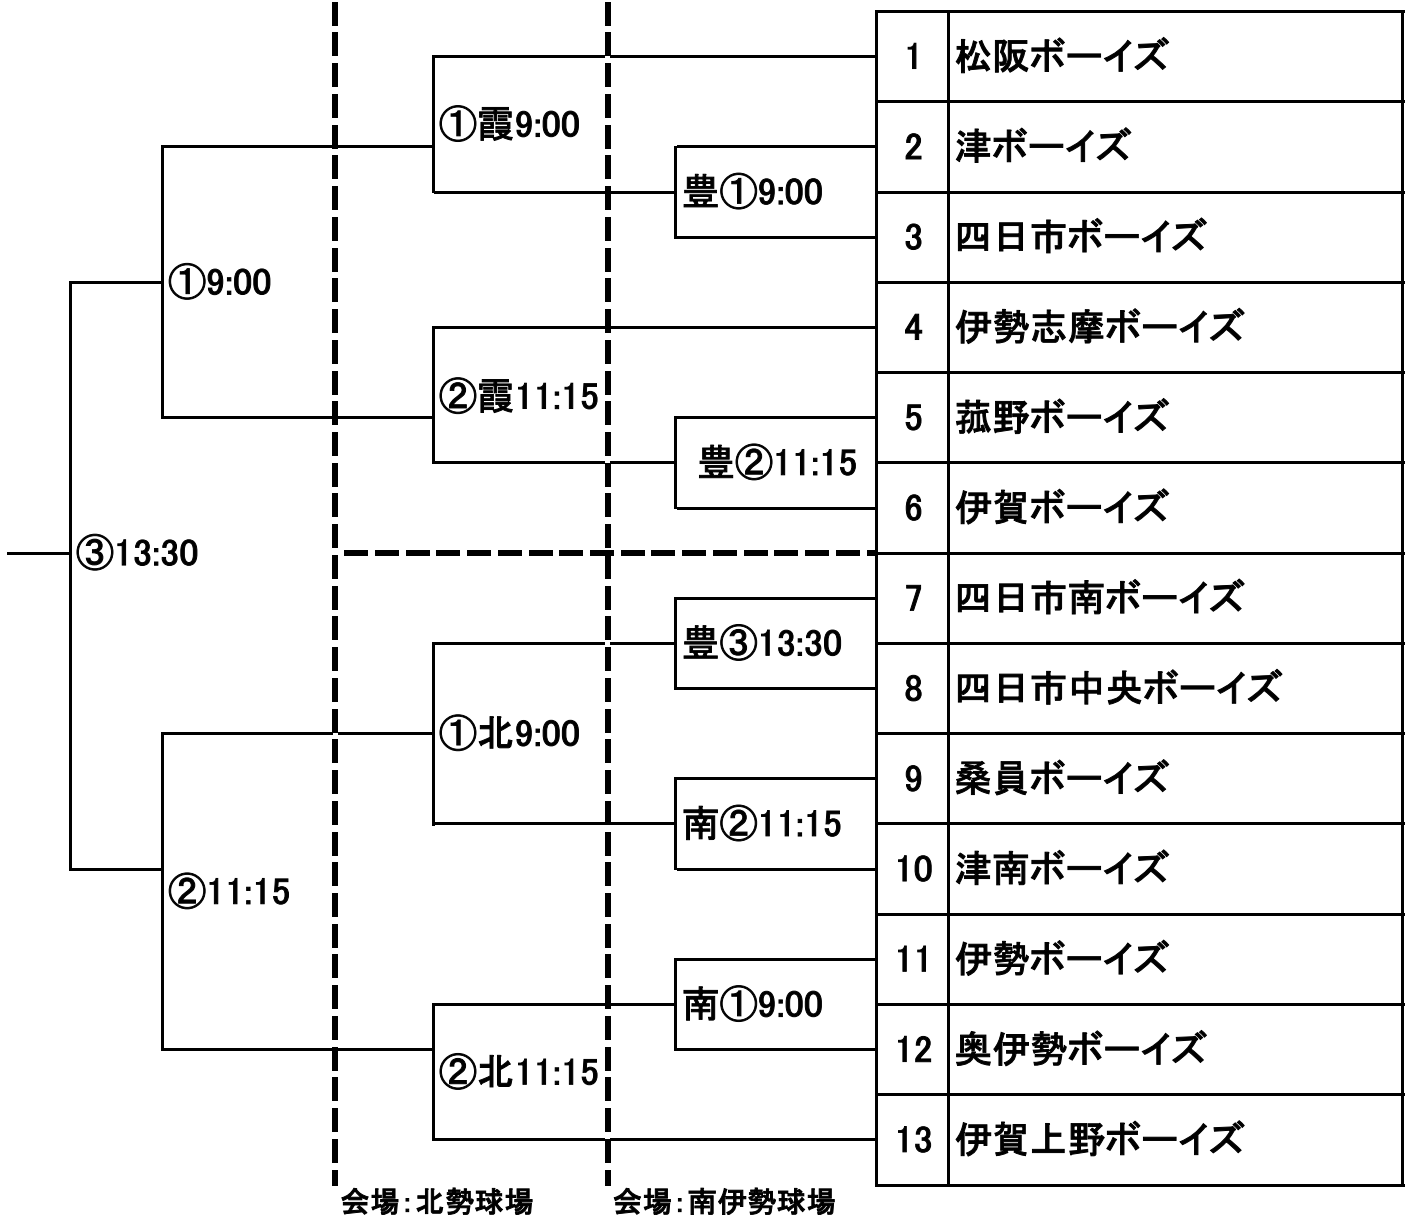 1 松阪ボーイズ
①霞9:00
2 津ボーイズ
豊①9:00
3 四日市ボーイズ
①9:00
4 伊勢志摩ボーイズ
②霞11:15
5 菰野ボーイズ
豊②11:15
6 伊賀ボーイズ
③13:30
7 四日市南ボーイズ
豊③13:30
8 四日市中央ボーイズ
①北9:00
9 桑員ボーイズ
南②11:15
10 津南ボーイズ
②11:15
11 伊勢ボーイズ
南①9:00
12 奥伊勢ボーイズ
②北11:15
13 伊賀上野ボーイズ
会場：北勢球場
会場：南伊勢球場